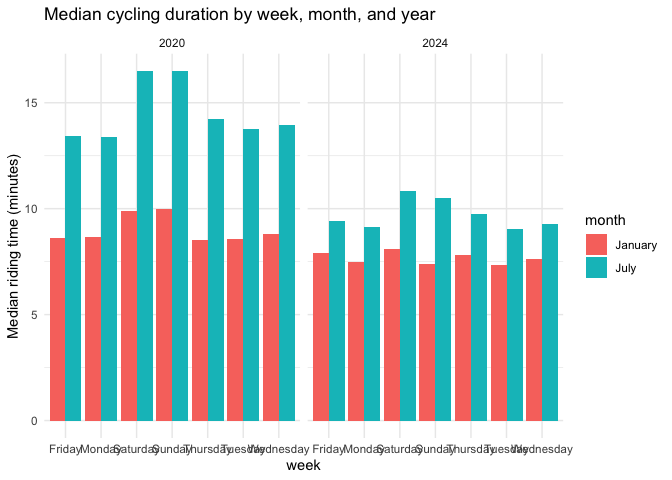 Median cycling duration by week, month, and year
2020
2024
15
10
5
0
Median riding time (minutes)
Friday Monday Saturday Sunday Thursday Tuesday Wednesday
Friday Monday Saturday Sunday Thursday Tuesday Wednesday
week
month
January
July